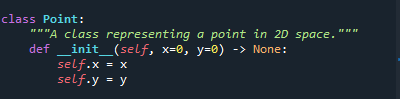 class Point:
    """A class representing a point in 2D space."""
    def __init__(self, x=0, y=0) -> None:
        self.x = x
        self.y = y